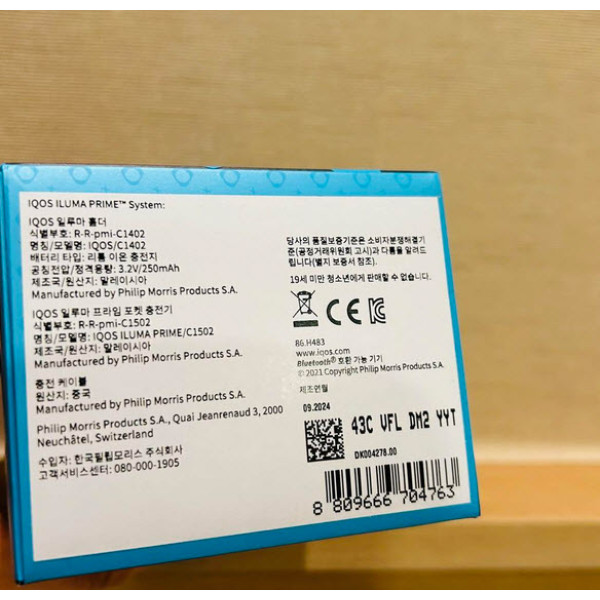 IQOS ILUMA PRIME™ System:
IQOS 일루마 홀더
식별부호: R-R-pmi-C1402
명칭/모델명: IQOS/C1402
배터리 타입: 리튬 이온 충전지
공칭전압/정격용량: 3.2V/250mAh
제조국/원산지: 말레이시아
Manufactured by Philip Morris Products S.A.
IQOS 일루마 프라임 포켓 충전기
식별부호: R-R-pmi-C1502
명칭/모델명: IQOS ILUMA PRIME/C1502
제조국/원산지: 말레이시아
Manufactured by Philip Morris Products S.A.
충전 케이블
원산지: 중국
Manufactured by Philip Morris Products S.A.
Philip Morris Products S.A., Quai Jeanrenaud 3, 2000
Neuchâtel, Switzerland
수입자: 한국필립모리스 주식회사
고객서비스센터: 080-000-1905
당사의 품질보증기준은 소비자분쟁해결기
준(공정거래위원회 고시)과 다름을 알려드
립니다(별지 보증서 참조).
19세 미만 청소년에게 판매할 수 없습니다.
CE
86.H483
www.iqos.com
Bluetooth® 호환 가능 기기
© 2021 Copyright Philip Morris Products S.A.
제조연월
09.2024
43C VFL DM2 YYT
DK004278.00
8 809666 704763